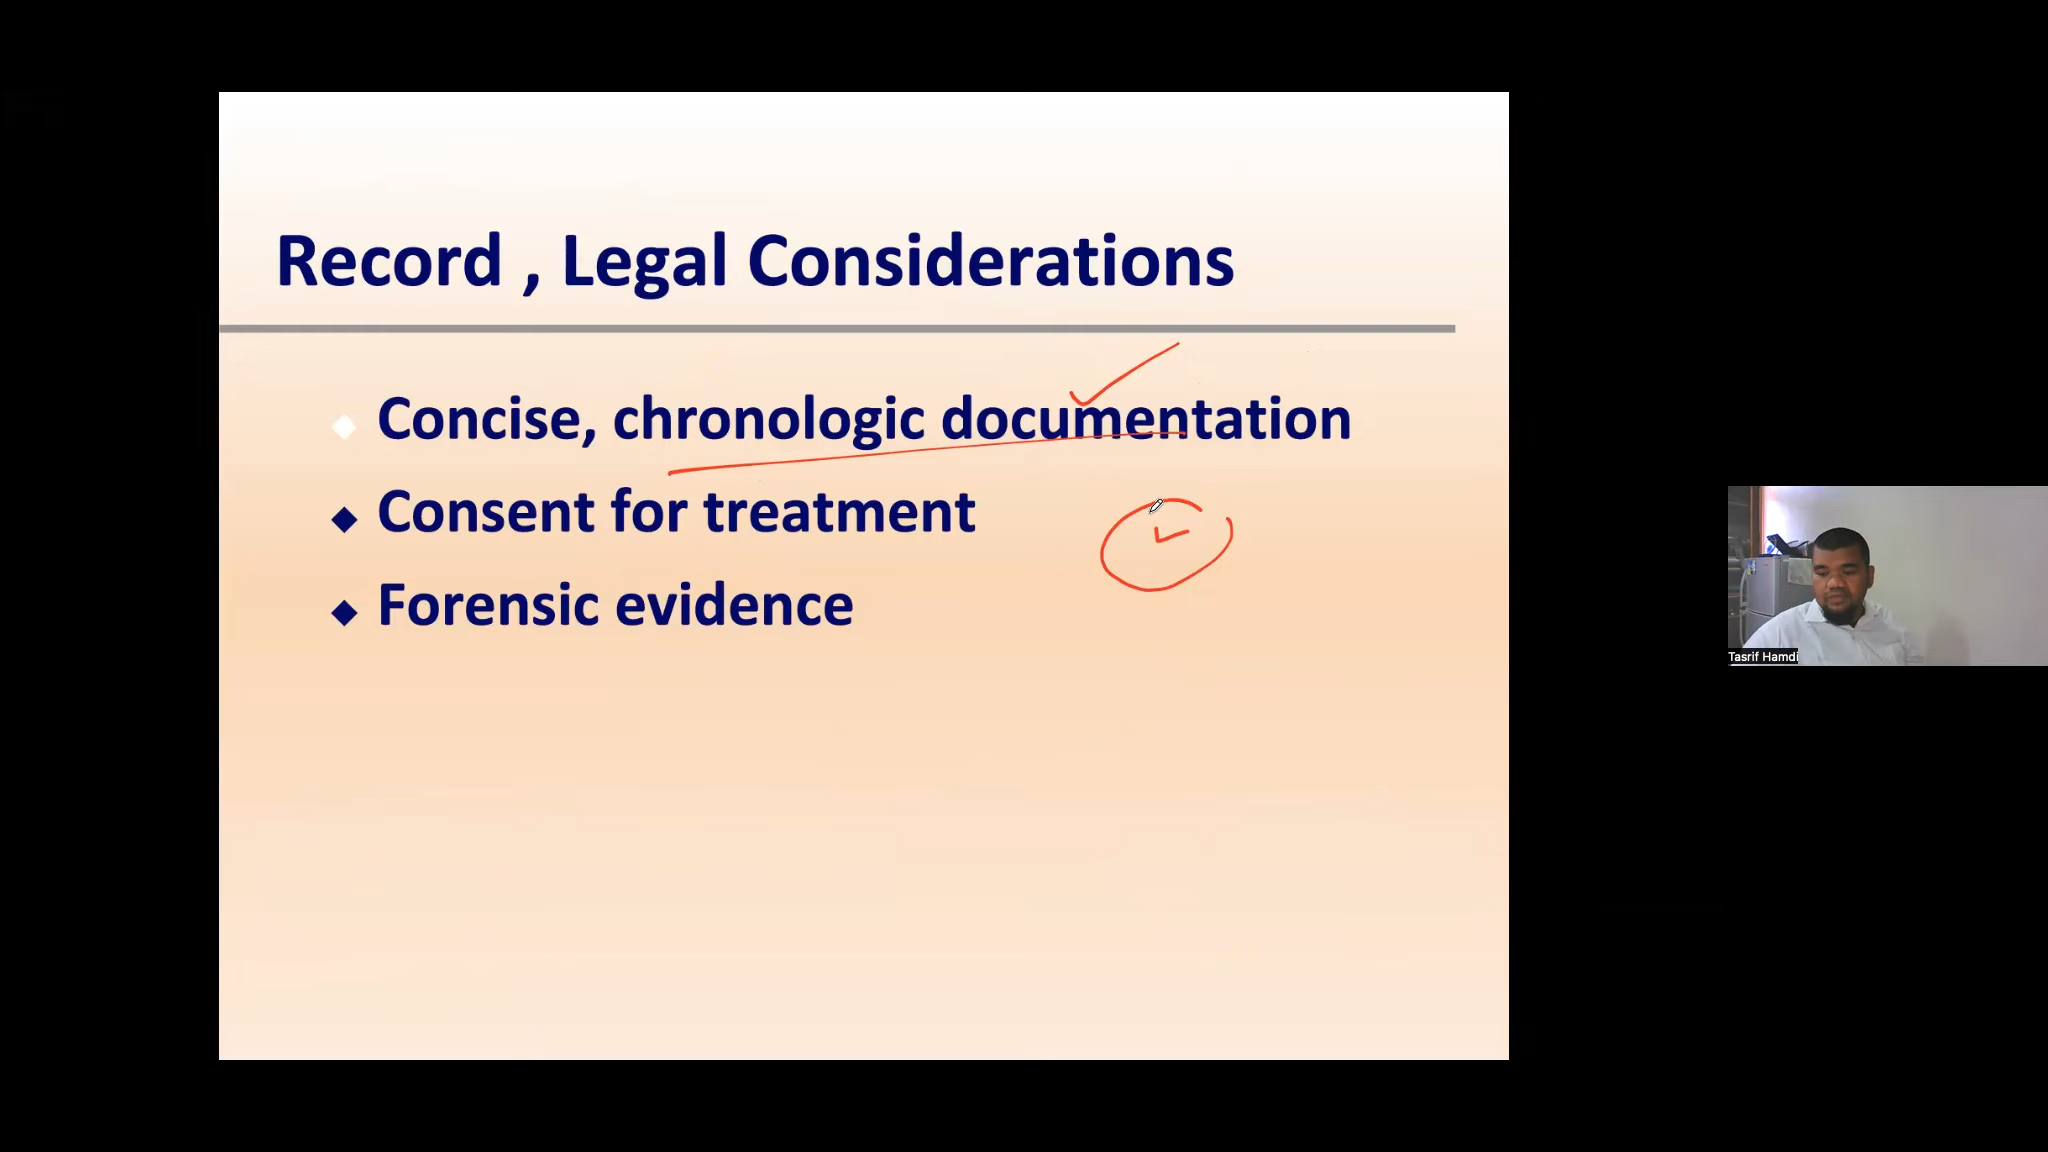 Record , Legal Considerations
Concise, chronologic documentation
Consent for treatment
Forensic evidence
Tasrif Hamdi